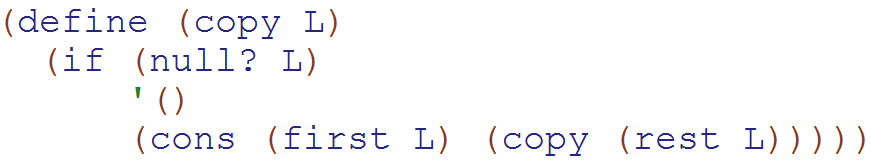 (define (copy L)
  (if (null? L)
      '()
      (cons (first L) (copy (rest L)))))